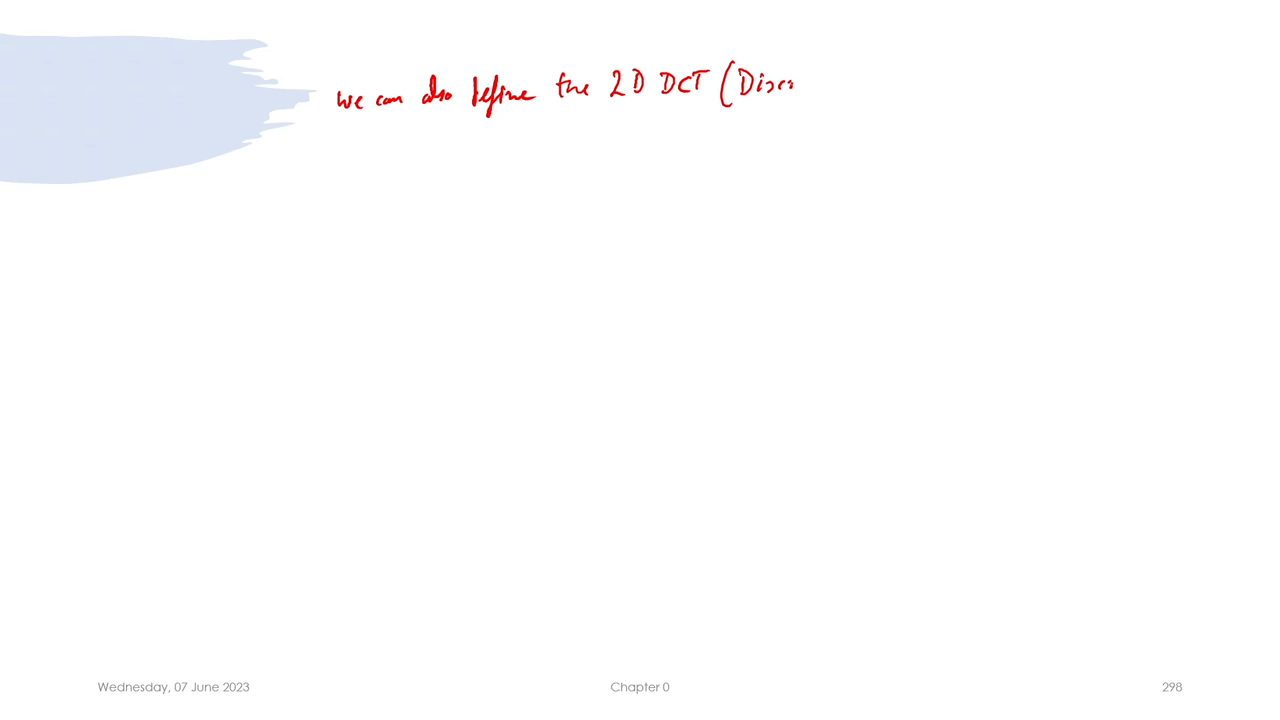 we can also define the 2D DCT (Disc
Wednesday, 07 June 2023
Chapter 0
298